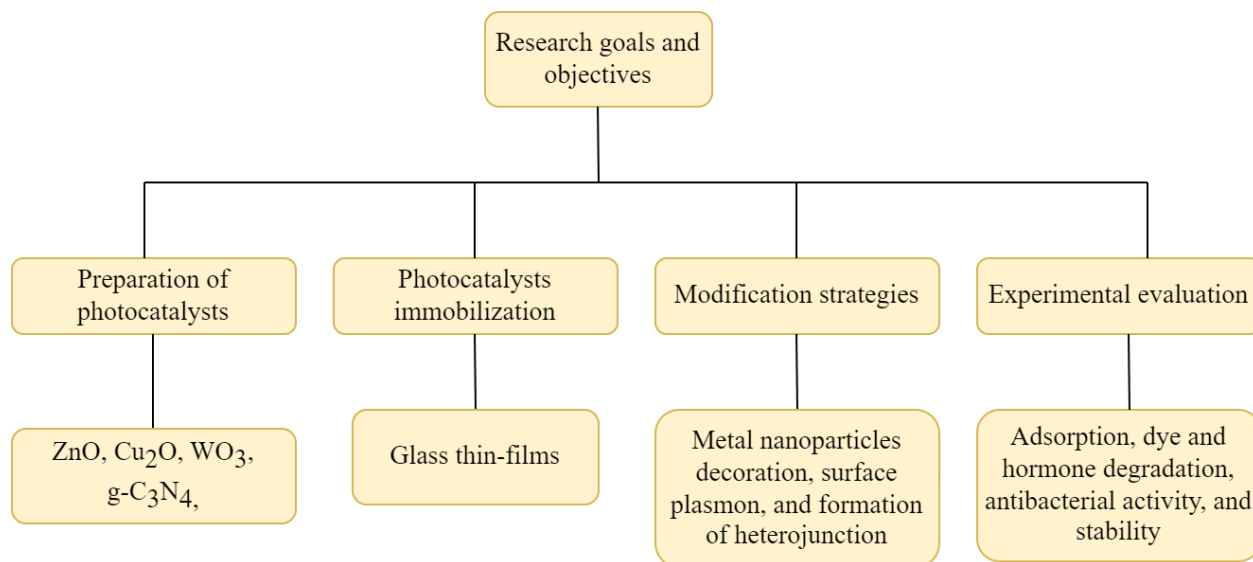 Research goals and
objectives
Preparation of
photocatalysts
Photocatalysts
immobilization
Modification strategies
Experimental evaluation
ZnO, Cu₂O, WO₃,
g-C₃N₄,
Glass thin-films
Metal nanoparticles
decoration, surface
plasmon, and formation
of heterojunction
Adsorption, dye and
hormone degradation,
antibacterial activity, and
stability